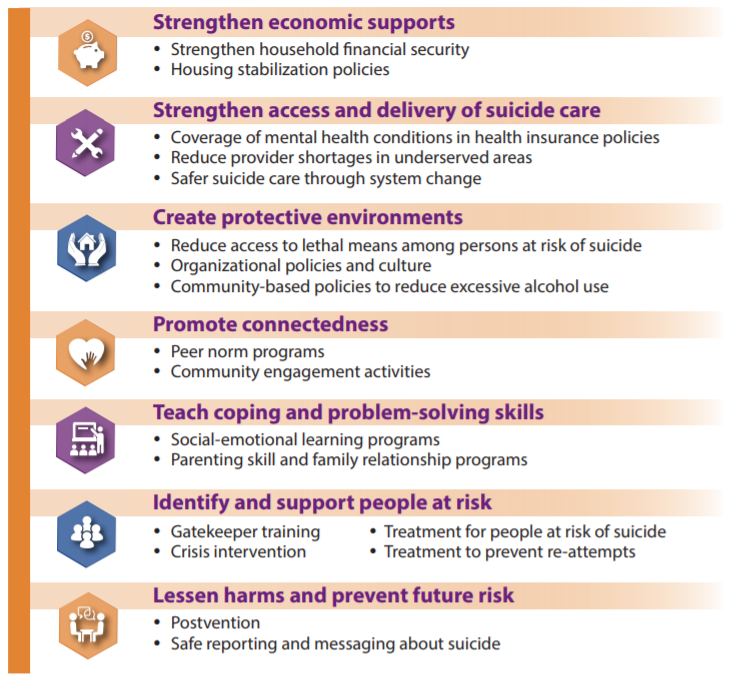 Strengthen economic supports
• Strengthen household financial security
• Housing stabilization policies
Strengthen access and delivery of suicide care
• Coverage of mental health conditions in health insurance policies
• Reduce provider shortages in underserved areas
• Safer suicide care through system change
Create protective environments
• Reduce access to lethal means among persons at risk of suicide
• Organizational policies and culture
• Community-based policies to reduce excessive alcohol use
Promote connectedness
• Peer norm programs
• Community engagement activities
Teach coping and problem-solving skills
• Social-emotional learning programs
• Parenting skill and family relationship programs
Identify and support people at risk
• Gatekeeper training
• Crisis intervention
• Treatment for people at risk of suicide
• Treatment to prevent re-attempts
Lessen harms and prevent future risk
• Postvention
• Safe reporting and messaging about suicide